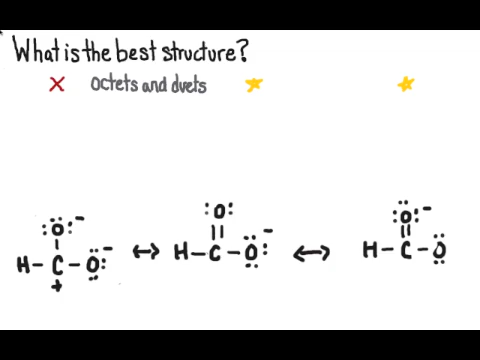 What is the best structure?
× octets and duets
:Ö:⁻ :O: :Ö:⁻
H–C–Ö:⁻ ↔ H–C–Ö:⁻ ↔ H–C–Ö
+